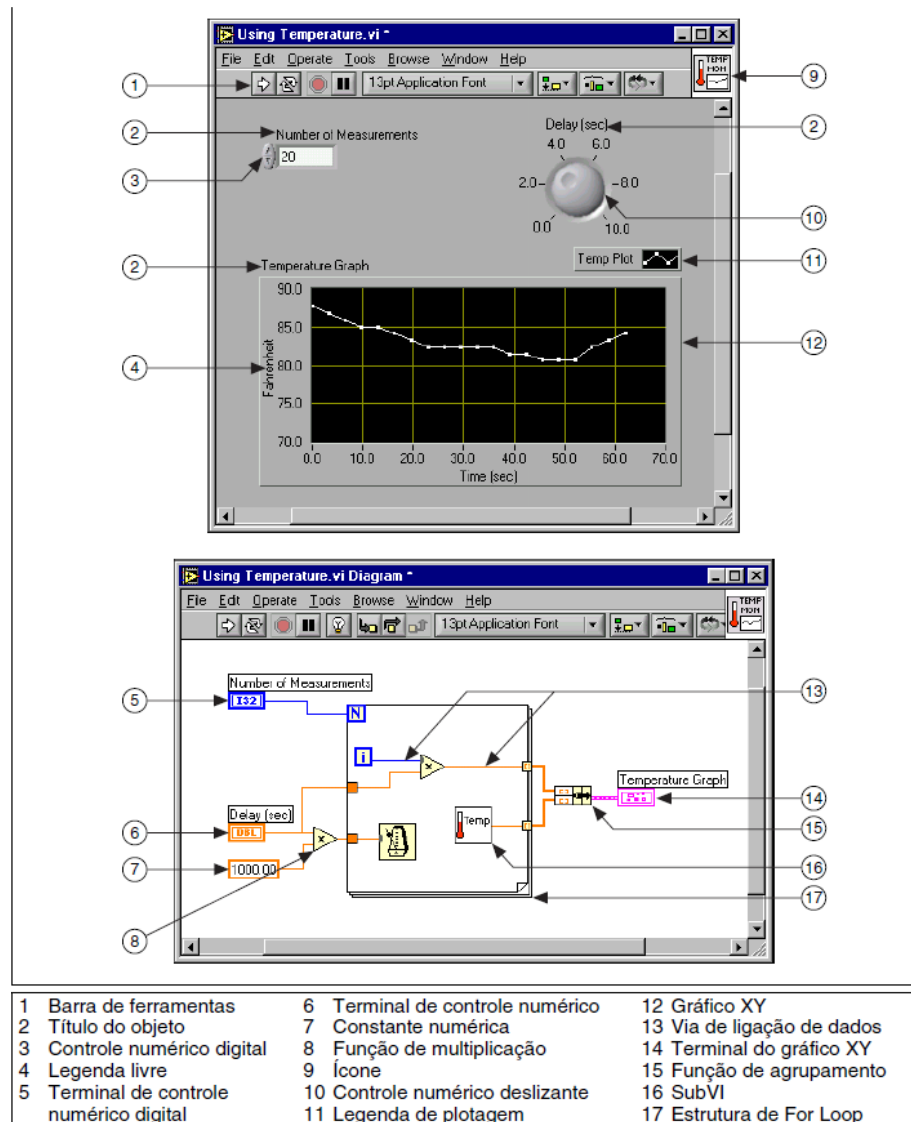 Using Temperature.vi *
File Edit Operate Tools Browse Window Help
1
13pt Application Font
TEMP
MON
9
2
Number of Measurements
20
3
Delay (sec)
2
4.0 6.0
2.0 8.0
0.0 10.0
10
Temp Plot
11
2
Temperature Graph
90.0
85.0
80.0
75.0
70.0
Fahrenheit
4
12
0.0 10.0 20.0 30.0 40.0 50.0 60.0 70.0
Time (sec)
Using Temperature.vi Diagram *
File Edit Operate Tools Browse Window Help
13pt Application Font
TEMP
MON
Number of Measurements
5
I32
N
13
i
×
Temperature Graph
14
15
Delay (sec)
6
DBL
×
Temp
7
1000.00
16
17
8
1 Barra de ferramentas
2 Título do objeto
3 Controle numérico digital
4 Legenda livre
5 Terminal de controle
numérico digital
6 Terminal de controle numérico
7 Constante numérica
8 Função de multiplicação
9 Ícone
10 Controle numérico deslizante
11 Legenda de plotagem
12 Gráfico XY
13 Via de ligação de dados
14 Terminal do gráfico XY
15 Função de agrupamento
16 SubVI
17 Estrutura de For Loop